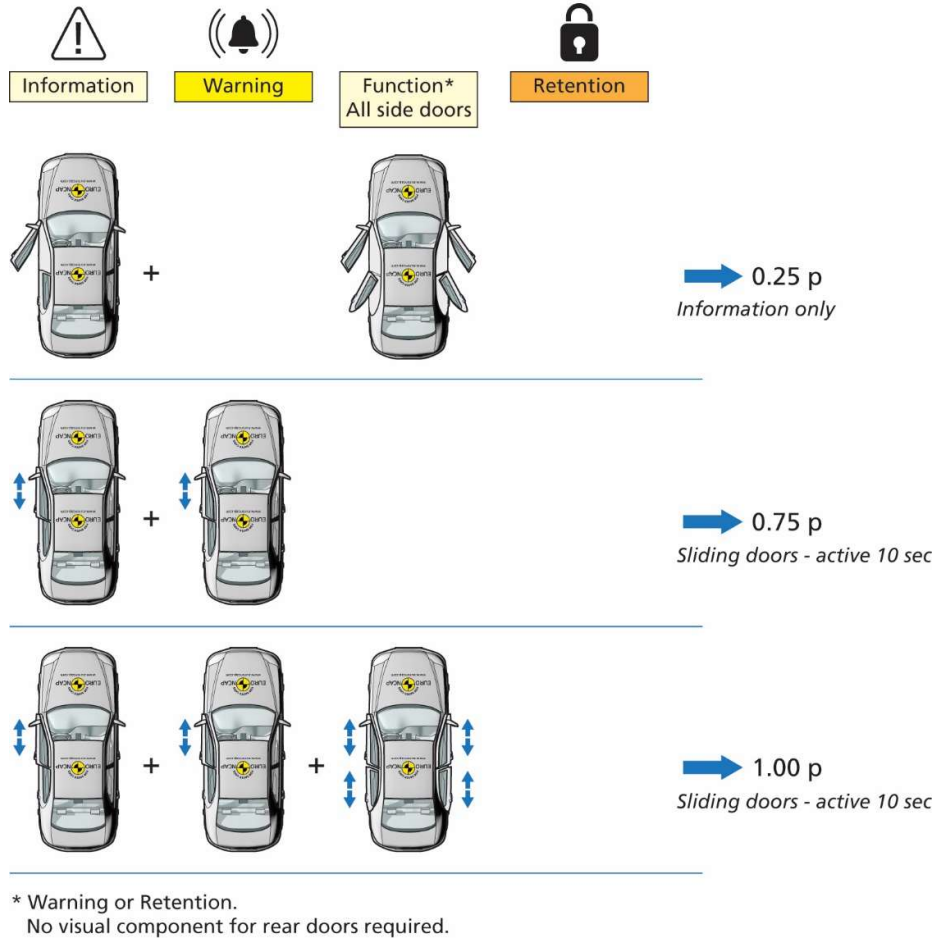 Information
Warning
Function*
All side doors
Retention
+
0.25 p
Information only
+
0.75 p
Sliding doors - active 10 sec
+
+
1.00 p
Sliding doors - active 10 sec
* Warning or Retention.
No visual component for rear doors required.